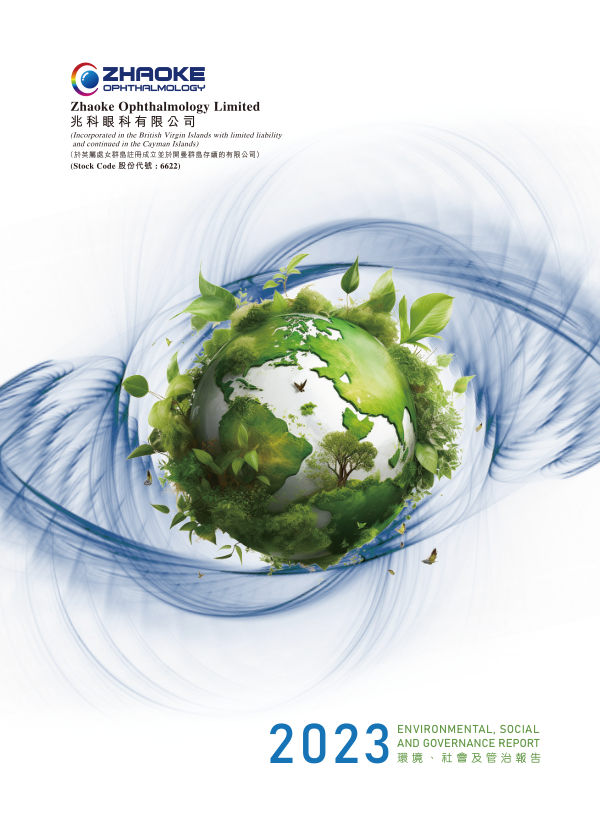 ZHAOKE
OPHTHALMOLOGY
Zhaoke Ophthalmology Limited
兆科眼科有限公司
(Incorporated in the British Virgin Islands with limited liability
and continued in the Cayman Islands)
(於英屬處女群島註冊成立並於開曼群島存續的有限公司)
(Stock Code 股份代號 : 6622)
2023
ENVIRONMENTAL, SOCIAL
AND GOVERNANCE REPORT
環境、社會及管治報告